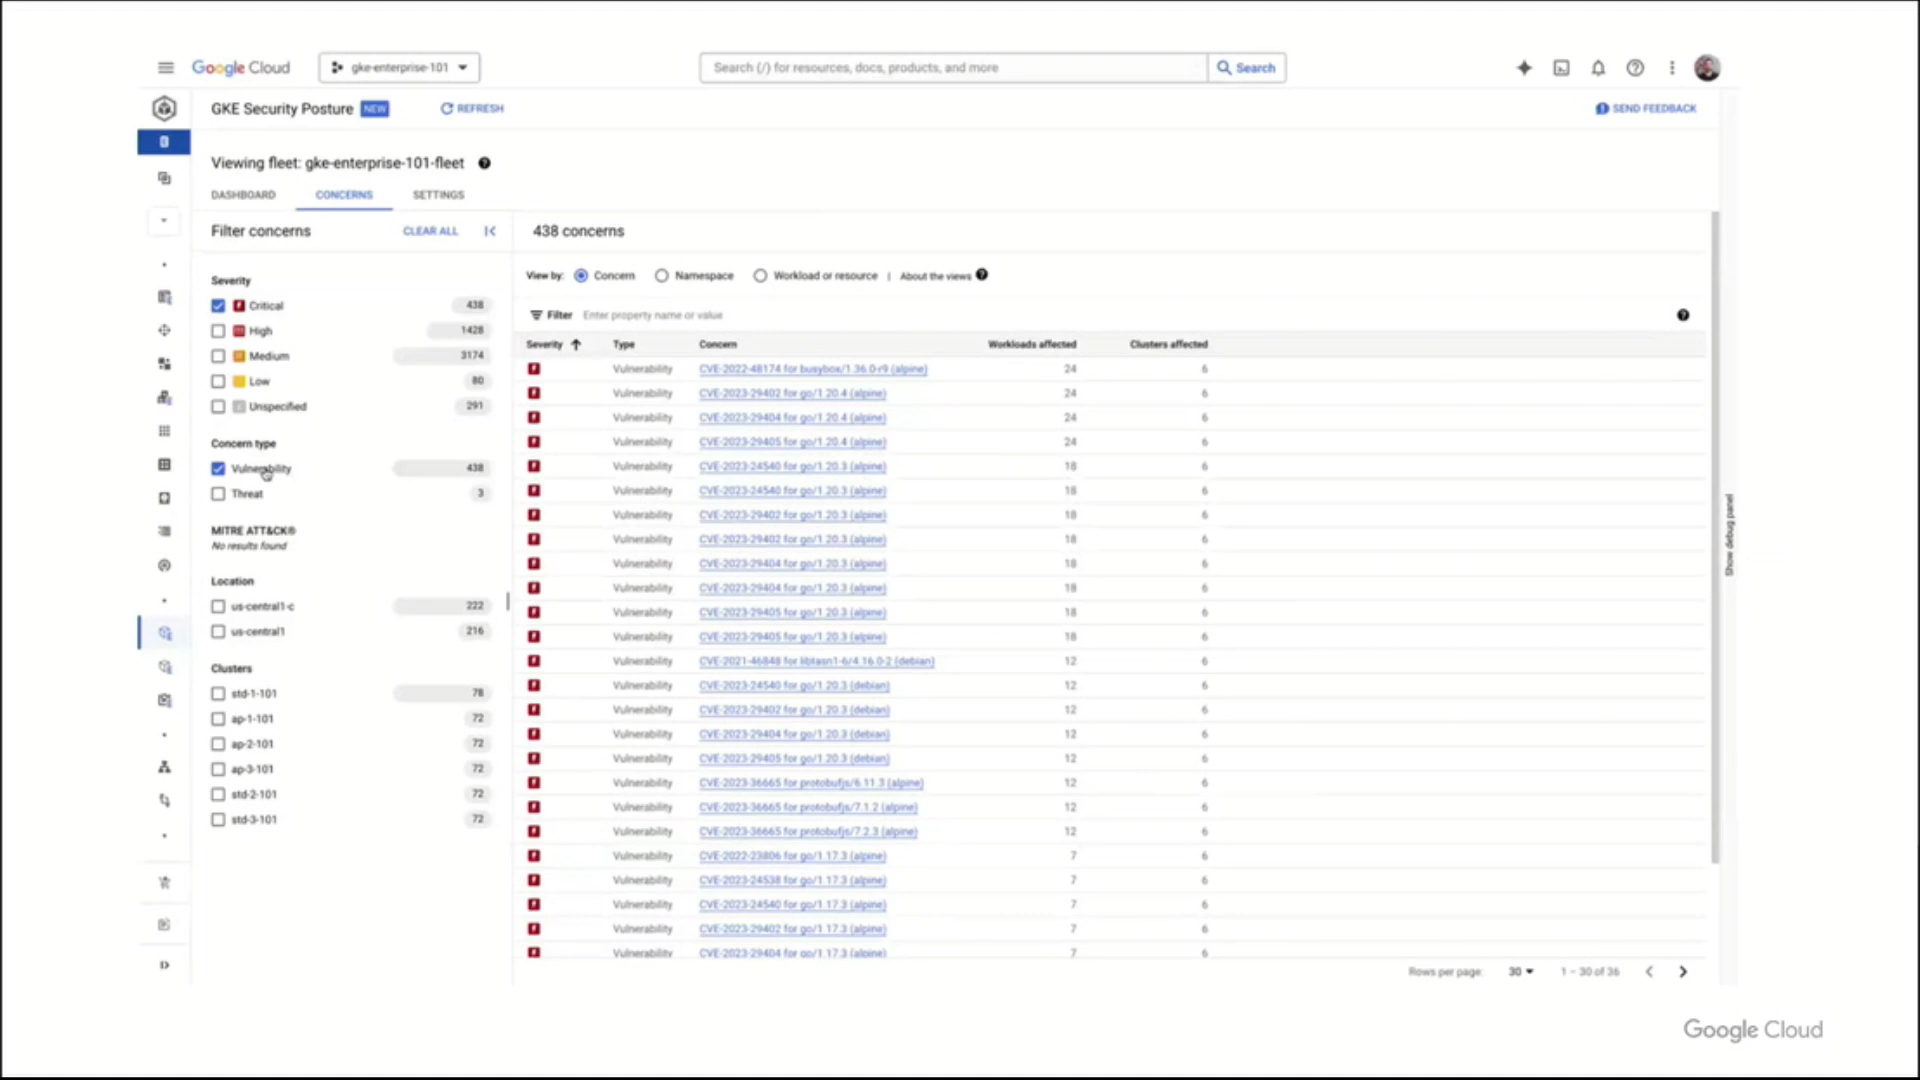 Google Cloud
gke-enterprise-101
Search (/) for resources, docs, products, and more
Search
GKE Security Posture NEW
REFRESH
SEND FEEDBACK
Viewing fleet: gke-enterprise-101-fleet
DASHBOARD CONCERNS SETTINGS
Filter concerns CLEAR ALL
Severity
Critical 438
High 1428
Medium 3174
Low 80
Unspecified 291
Concern type
Vulnerability 438
Threat 3
MITRE ATT&CK®
No results found
Location
us-central1-c 222
us-central1 216
Clusters
std-1-101 78
ap-1-101 72
ap-2-101 72
ap-3-101 72
std-2-101 72
std-3-101 72
438 concerns
View by: Concern Namespace Workload or resource | About the views
Filter Enter property name or value
Severity Type Concern Workloads affected Clusters affected
Vulnerability CVE-2022-48174 for busybox/1.36.0-r9 (alpine) 24 6
Vulnerability CVE-2023-29402 for go/1.20.4 (alpine) 24 6
Vulnerability CVE-2023-29404 for go/1.20.4 (alpine) 24 6
Vulnerability CVE-2023-29405 for go/1.20.4 (alpine) 24 6
Vulnerability CVE-2023-24540 for go/1.20.3 (alpine) 18 6
Vulnerability CVE-2023-24540 for go/1.20.3 (alpine) 18 6
Vulnerability CVE-2023-29402 for go/1.20.3 (alpine) 18 6
Vulnerability CVE-2023-29402 for go/1.20.3 (alpine) 18 6
Vulnerability CVE-2023-29404 for go/1.20.3 (alpine) 18 6
Vulnerability CVE-2023-29404 for go/1.20.3 (alpine) 18 6
Vulnerability CVE-2023-29405 for go/1.20.3 (alpine) 18 6
Vulnerability CVE-2023-29405 for go/1.20.3 (alpine) 18 6
Vulnerability CVE-2021-46848 for libtasn1-6/4.16.0-2 (debian) 12 6
Vulnerability CVE-2023-24540 for go/1.20.3 (debian) 12 6
Vulnerability CVE-2023-29402 for go/1.20.3 (debian) 12 6
Vulnerability CVE-2023-29404 for go/1.20.3 (debian) 12 6
Vulnerability CVE-2023-29405 for go/1.20.3 (debian) 12 6
Vulnerability CVE-2023-36665 for protobufjs/6.11.3 (alpine) 12 6
Vulnerability CVE-2023-36665 for protobufjs/7.1.2 (alpine) 12 6
Vulnerability CVE-2023-36665 for protobufjs/7.2.3 (alpine) 12 6
Vulnerability CVE-2022-23806 for go/1.17.3 (alpine) 7 6
Vulnerability CVE-2023-24538 for go/1.17.3 (alpine) 7 6
Vulnerability CVE-2023-24540 for go/1.17.3 (alpine) 7 6
Vulnerability CVE-2023-29402 for go/1.17.3 (alpine) 7 6
Vulnerability CVE-2023-29404 for go/1.17.3 (alpine) 7 6
Rows per page: 30 1 – 30 of 36
Show debug panel
Google Cloud